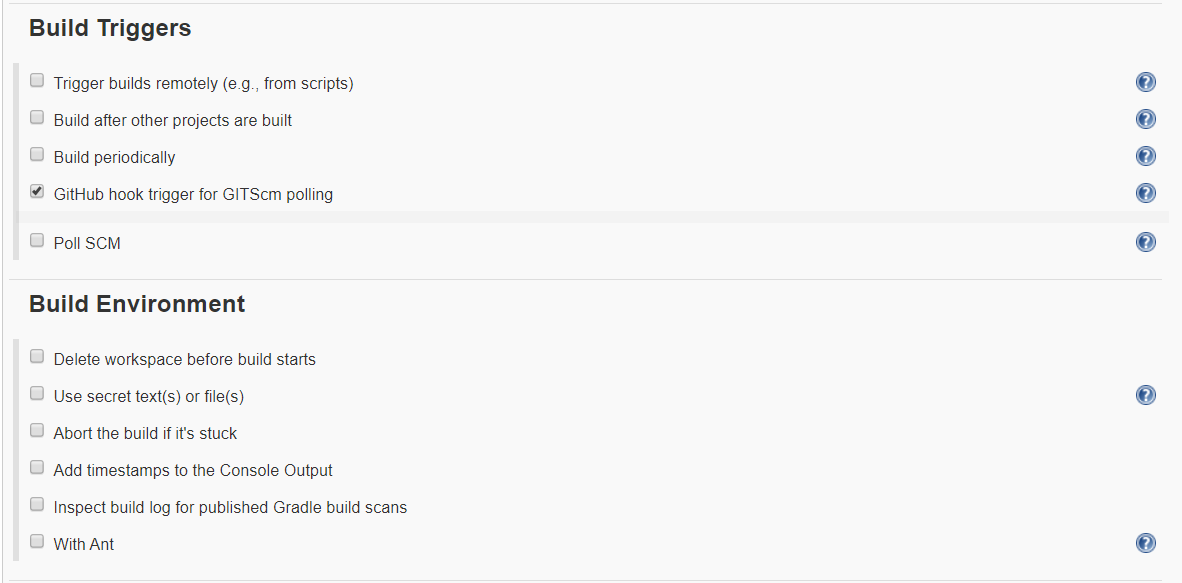 Build Triggers
Trigger builds remotely (e.g., from scripts)
Build after other projects are built
Build periodically
GitHub hook trigger for GITScm polling
Poll SCM
Build Environment
Delete workspace before build starts
Use secret text(s) or file(s)
Abort the build if it's stuck
Add timestamps to the Console Output
Inspect build log for published Gradle build scans
With Ant